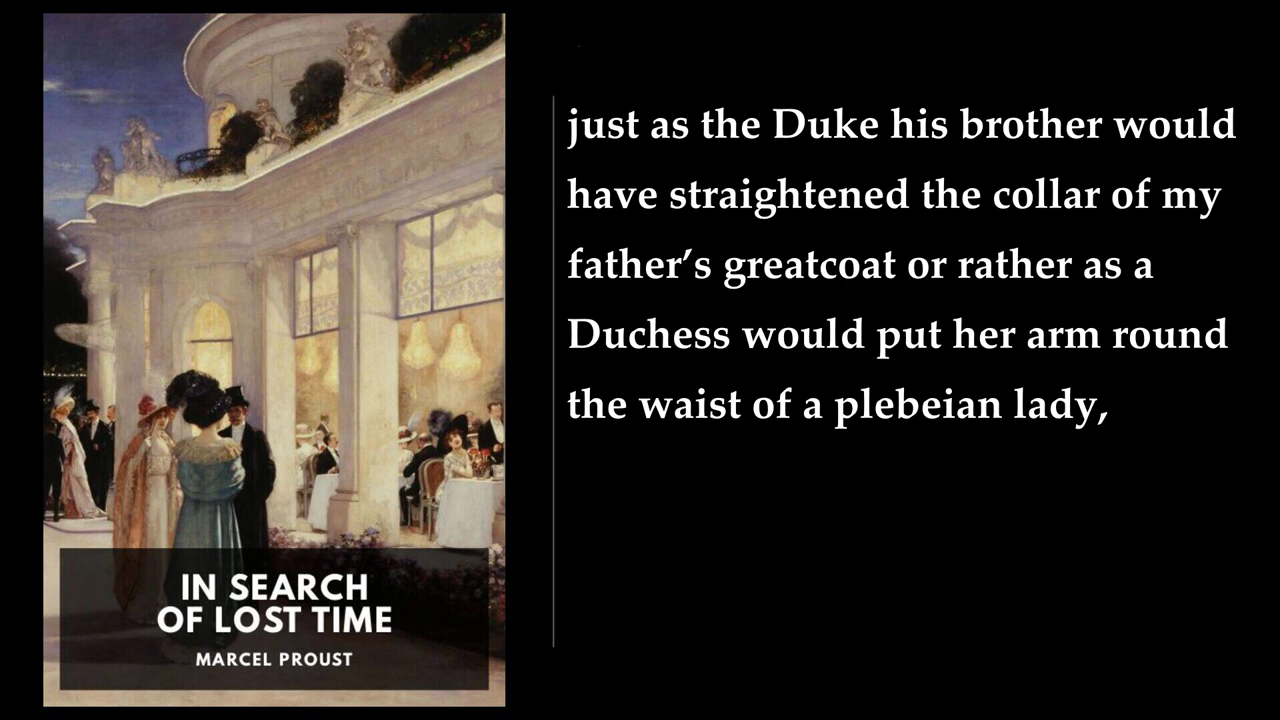 just as the Duke his brother would
have straightened the collar of my
father’s greatcoat or rather as a
Duchess would put her arm round
the waist of a plebeian lady,
IN SEARCH
OF LOST TIME
MARCEL PROUST